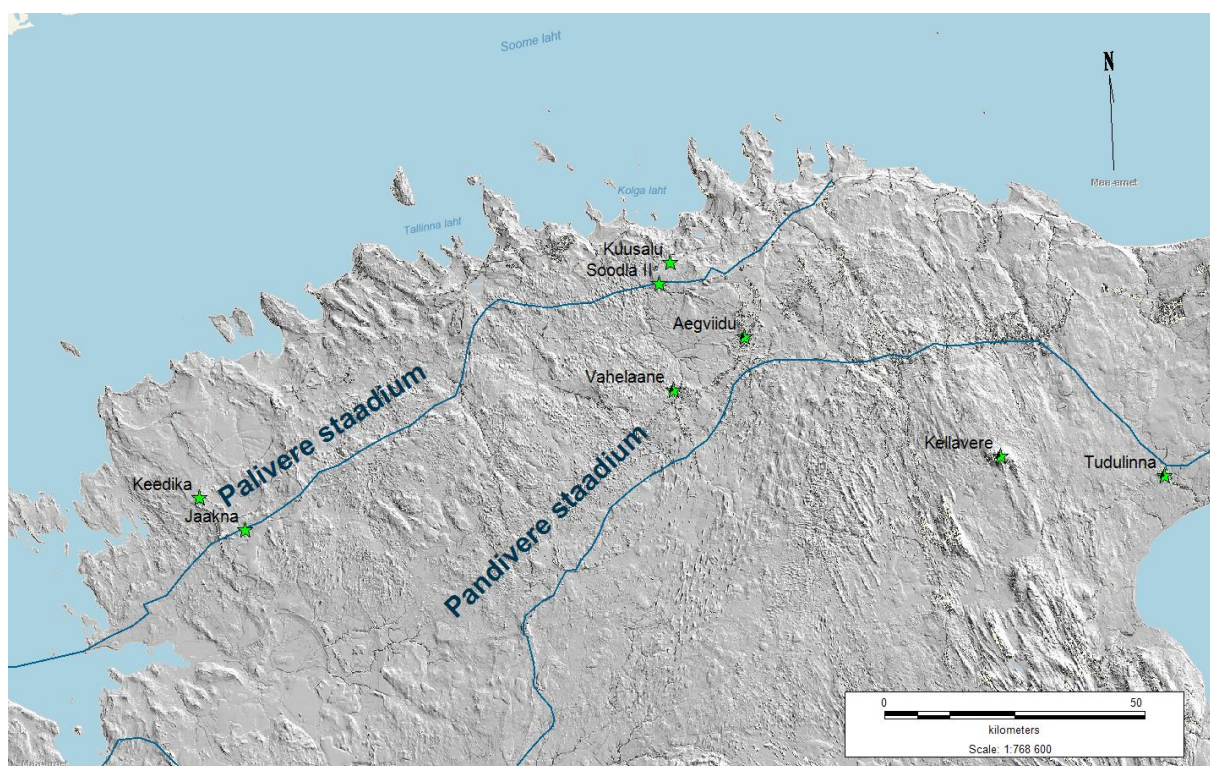 Soome laht
N
Maa-amet
Kolga laht
Tallinna laht
Kuusalu
Soodla II
Aegviidu
Vahelaane
Palivere staadium
Kellavere
Tudulinna
Keedika
Jaakna
Pandivere staadium
0 50
kilometers
Scale: 1:768 600